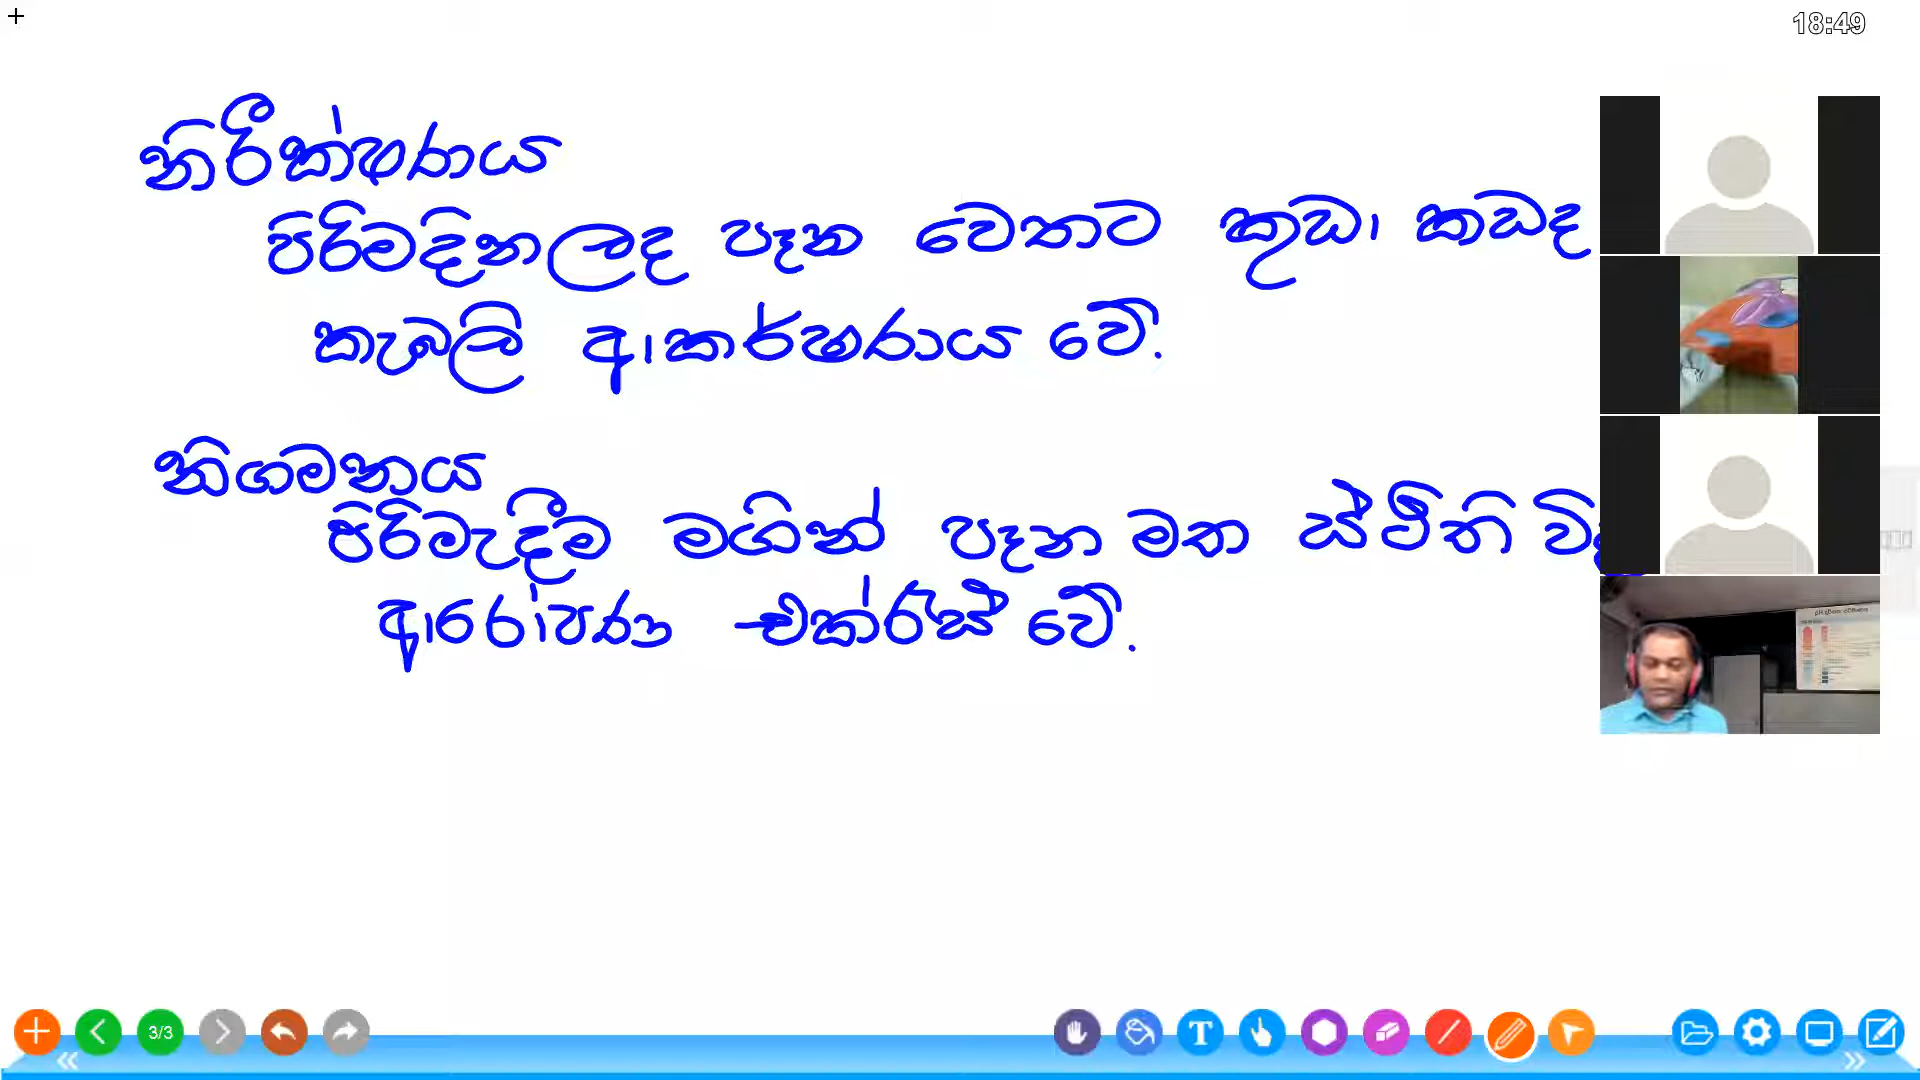 18:49
නිරීක්ෂණය
පිරිමදිනලද පෑන වෙතට කුඩා කඩද
කැබලි ආකර්ෂණය වේ.
නිගමනය
පිරිමැදීම මගින් පෑන මත ස්ථිති
ආරෝපණ එක්රැස් වේ.
3/3